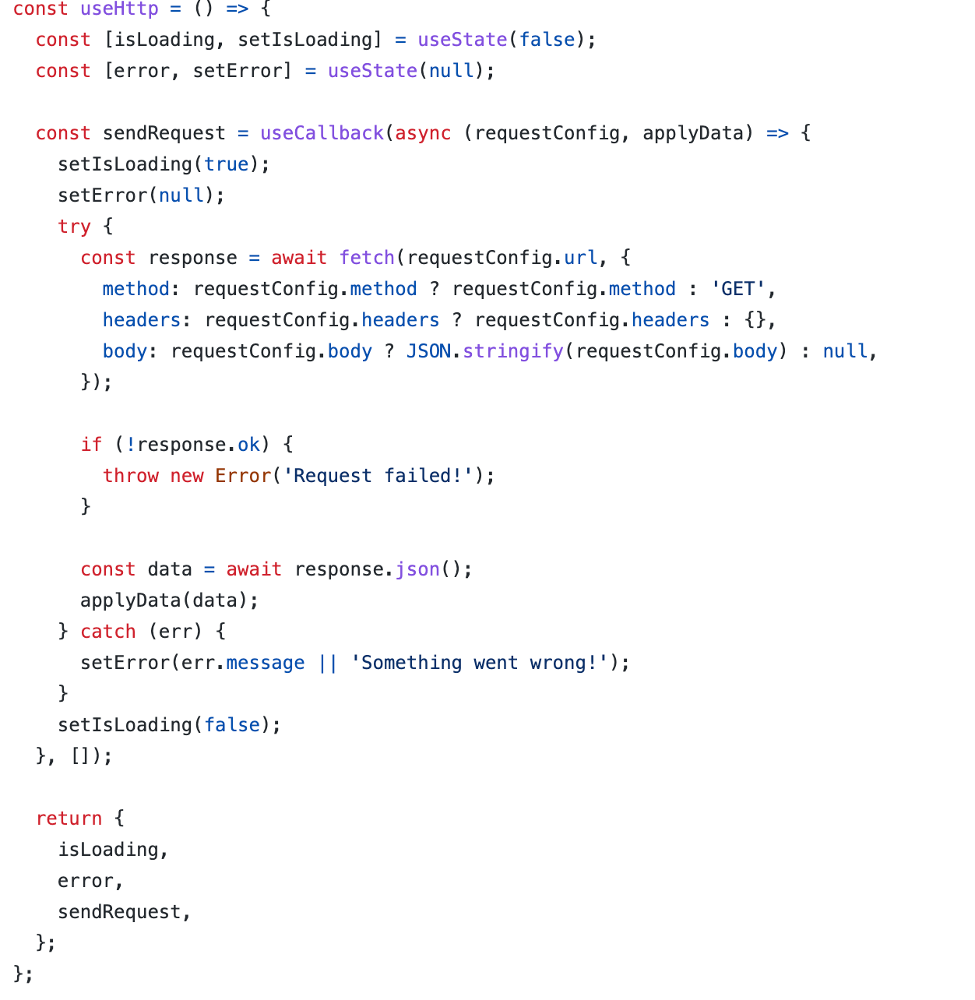 const useHttp = () => {
  const [isLoading, setIsLoading] = useState(false);
  const [error, setError] = useState(null);

  const sendRequest = useCallback(async (requestConfig, applyData) => {
    setIsLoading(true);
    setError(null);
    try {
      const response = await fetch(requestConfig.url, {
        method: requestConfig.method ? requestConfig.method : 'GET',
        headers: requestConfig.headers ? requestConfig.headers : {},
        body: requestConfig.body ? JSON.stringify(requestConfig.body) : null,
      });

      if (!response.ok) {
        throw new Error('Request failed!');
      }

      const data = await response.json();
      applyData(data);
    } catch (err) {
      setError(err.message || 'Something went wrong!');
    }
    setIsLoading(false);
  }, []);

  return {
    isLoading,
    error,
    sendRequest,
  };
};